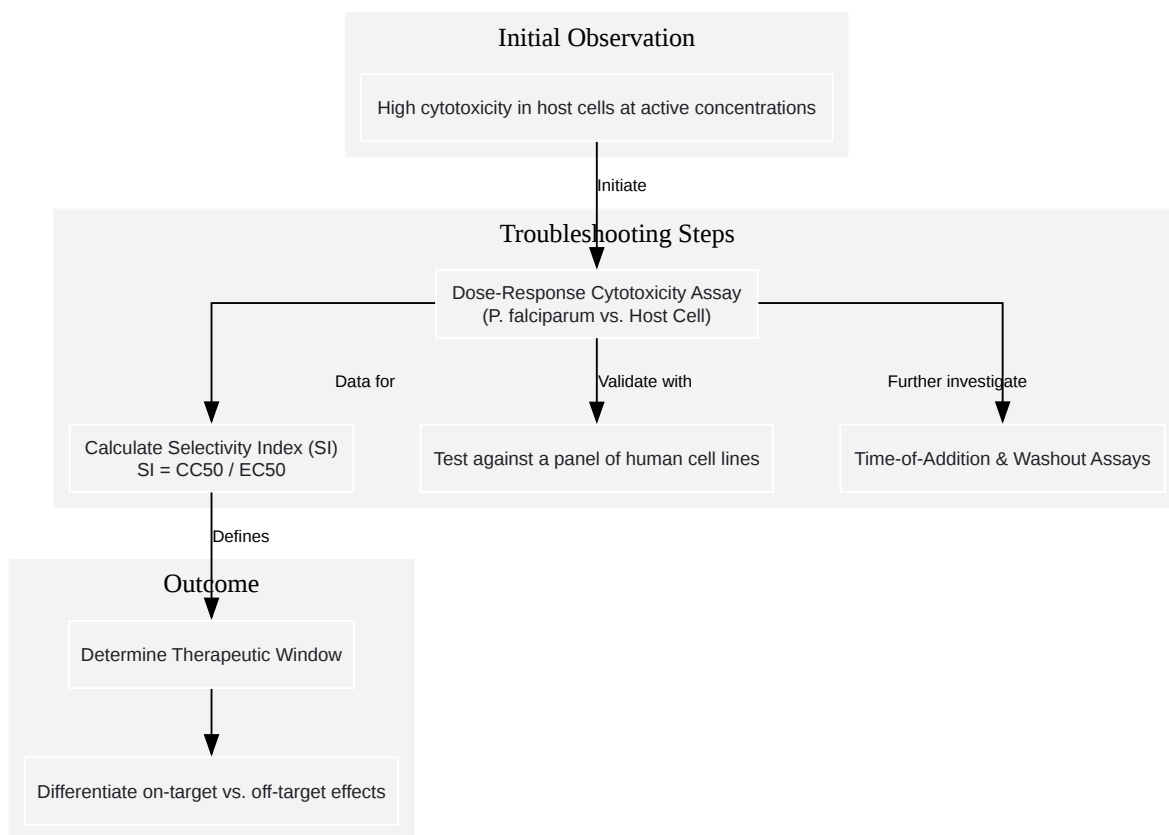 Initial Observation
High cytotoxicity in host cells at active concentrations
Initiate
Troubleshooting Steps
Dose-Response Cytotoxicity Assay
(P. falciparum vs. Host Cell)
Data for
Validate with
Further investigate
Calculate Selectivity Index (SI)
SI = CC50 / EC50
Test against a panel of human cell lines
Time-of-Addition & Washout Assays
Defines
Outcome
Determine Therapeutic Window
Differentiate on-target vs. off-target effects